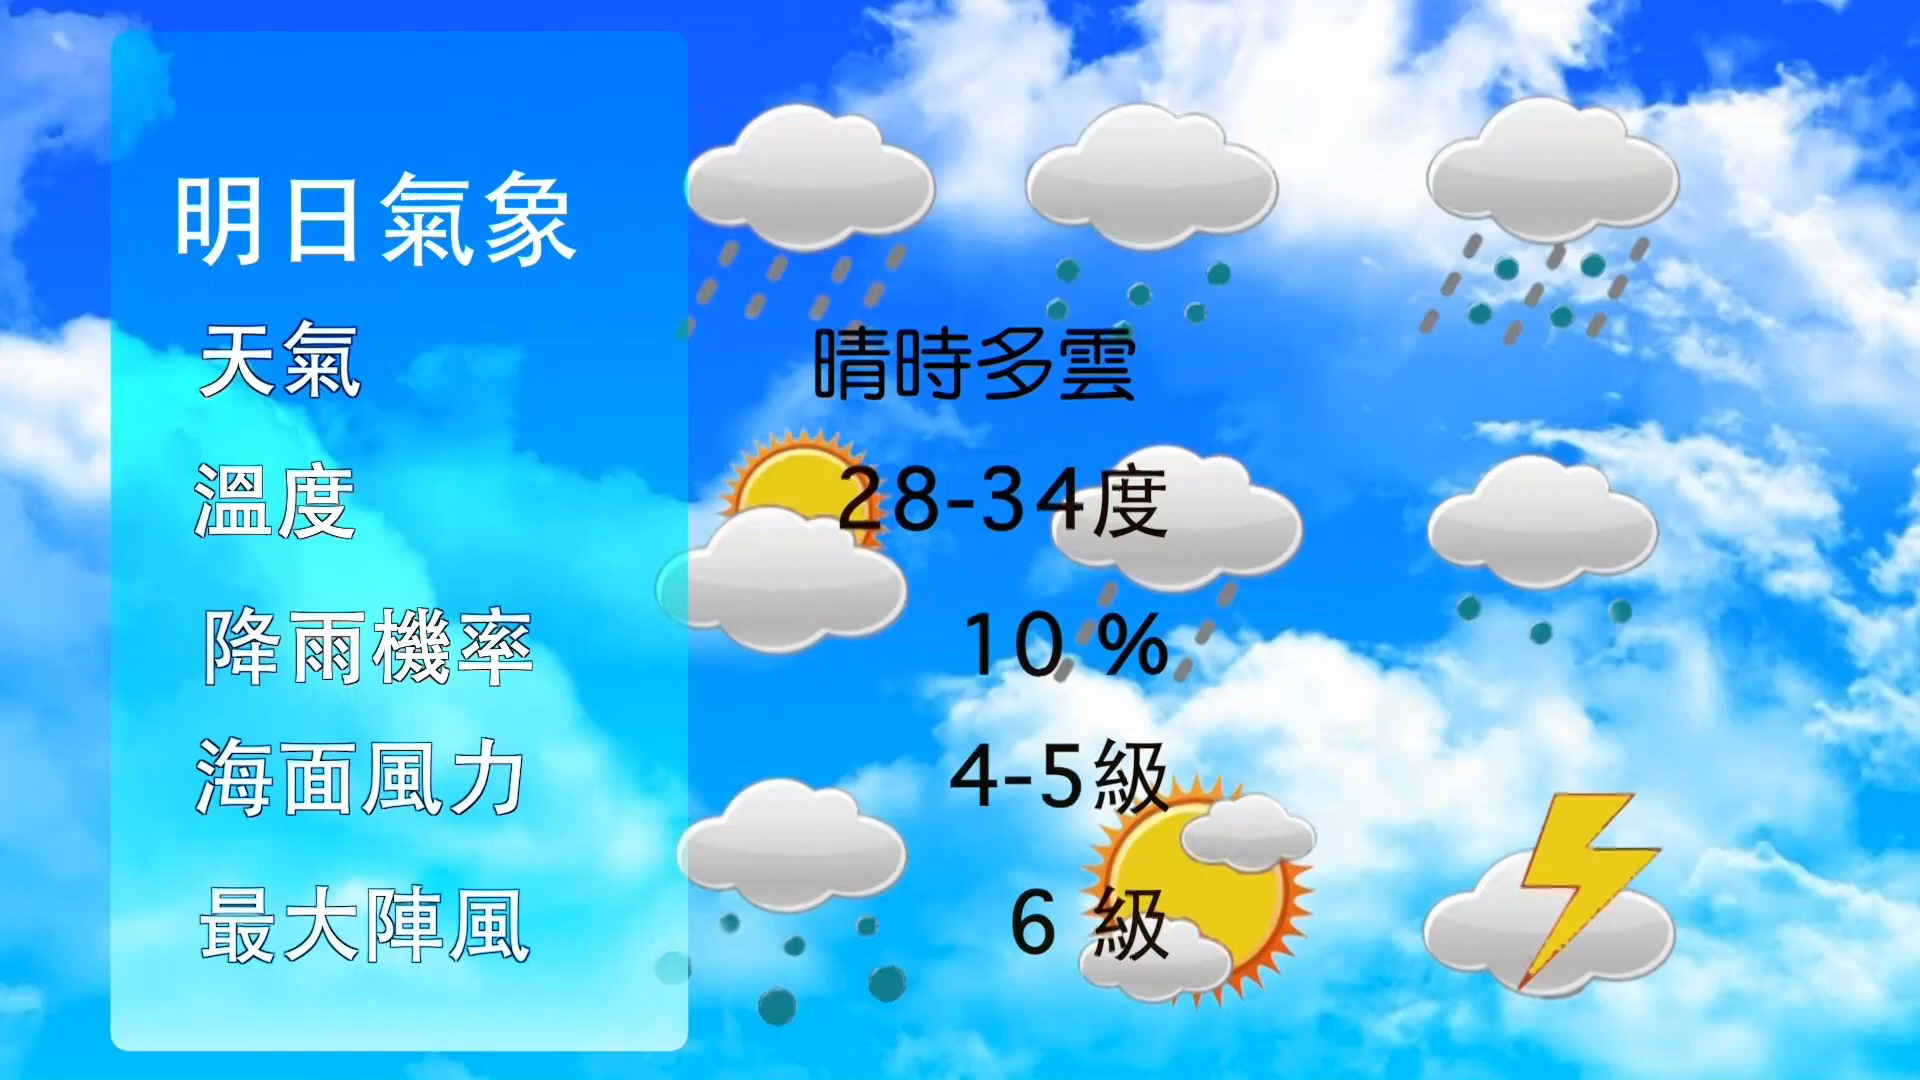 明日氣象
天氣 晴時多雲
溫度 28-34度
降雨機率 10 %
海面風力 4-5級
最大陣風 6 級